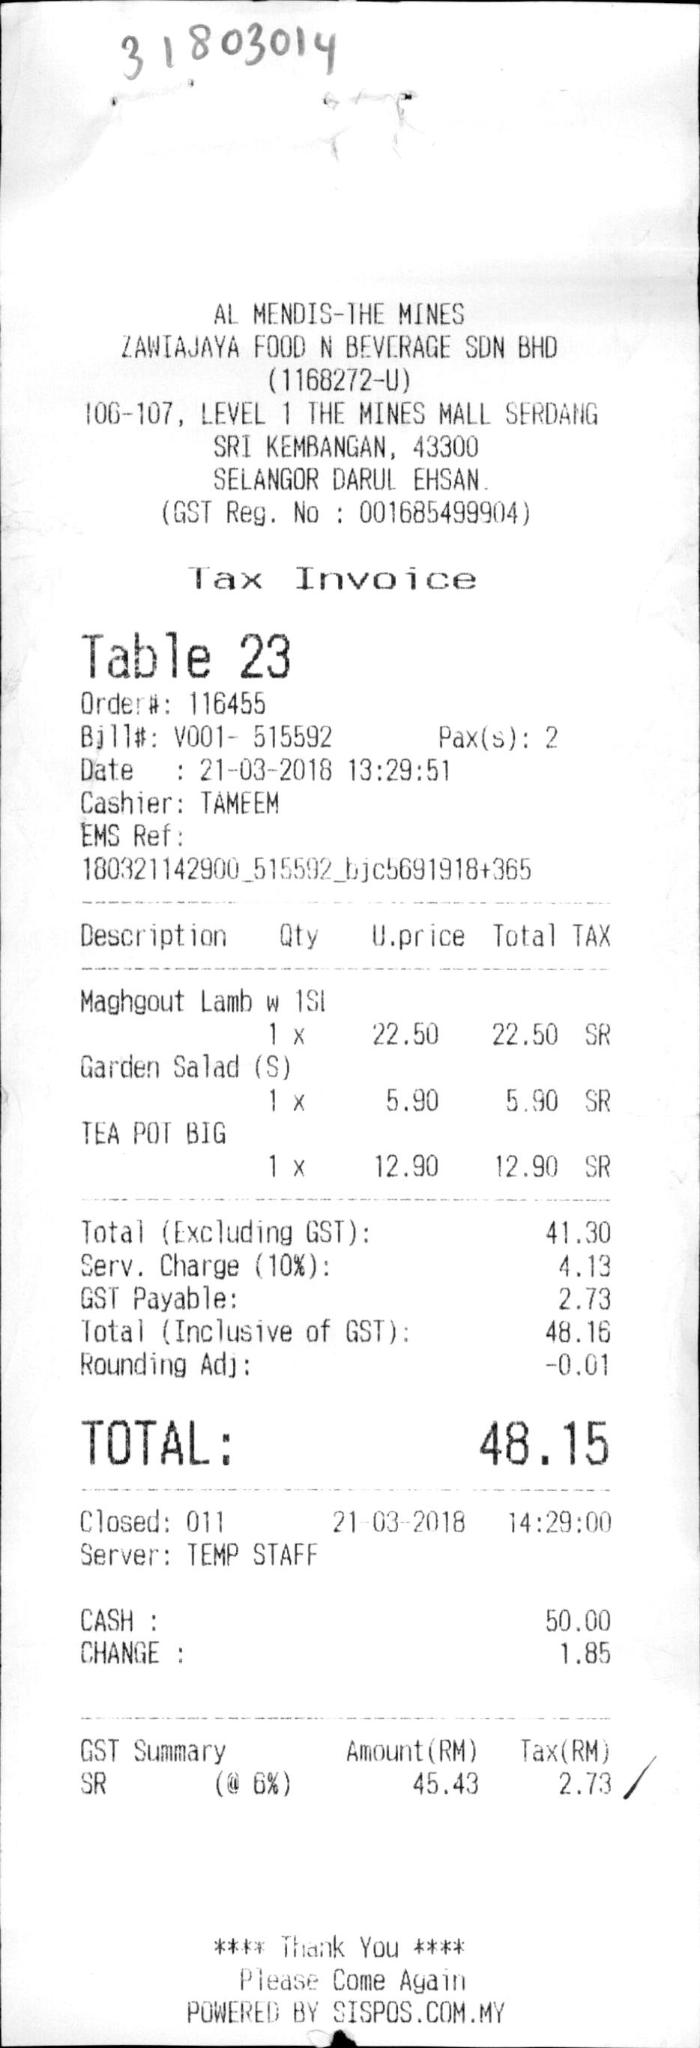 31803014
AL MENDIS-THE MINES
ZAWIAJAYA FOOD N BEVERAGE SDN BHD
(1168272-U)
106-107, LEVEL 1 THE MINES MALL SERDANG
SRI KEMBANGAN, 43300
SELANGOR DARUL EHSAN.
(GST Reg. No : 001685499904)
Tax Invoice
Table 23
Order#: 116455
Bill#: V001- 515592 Pax(s): 2
Date : 21-03-2018 13:29:51
Cashier: TAMEEM
EMS Ref:
180321142900_515592_bjc5691918+365
Description Qty U.price Total TAX
Maghgout Lamb w 1SL
1 x 22.50 22.50 SR
Garden Salad (S)
1 x 5.90 5.90 SR
TEA POT BIG
1 x 12.90 12.90 SR
Total (Excluding GST): 41.30
Serv. Charge (10%): 4.13
GST Payable: 2.73
Total (Inclusive of GST): 48.16
Rounding Adj: -0.01
TOTAL: 48.15
Closed: 011 21-03-2018 14:29:00
Server: TEMP STAFF
CASH : 50.00
CHANGE : 1.85
GST Summary Amount(RM) Tax(RM)
SR (@ 6%) 45.43 2.73
**** Thank You ****
Please Come Again
POWERED BY SISPOS.COM.MY